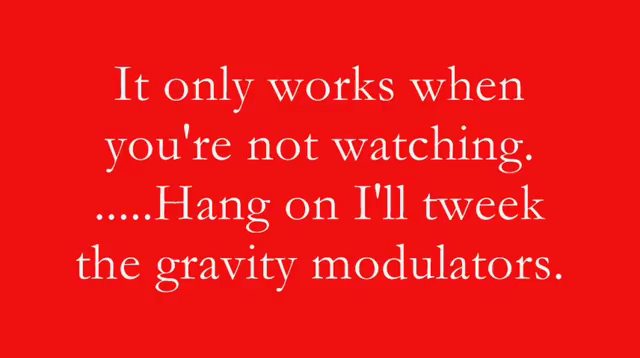 It only works when
you're not watching.
.....Hang on I'll tweek
the gravity modulators.